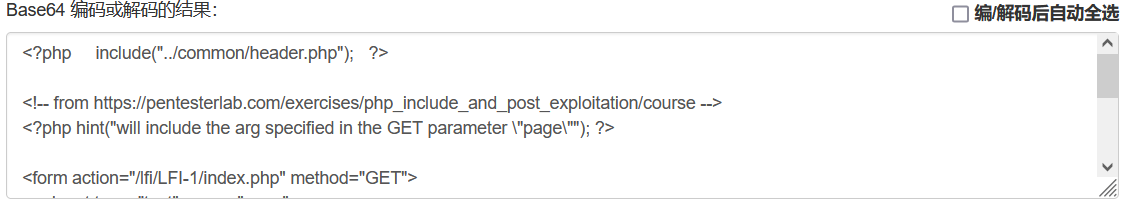 Base64 编码或解码的结果：
编/解码后自动全选
<?php     include("../common/header.php");   ?>
<!-- from https://pentesterlab.com/exercises/php_include_and_post_exploitation/course -->
<?php hint("will include the arg specified in the GET parameter \"page\""); ?>
<form action="/lfi/LFI-1/index.php" method="GET">